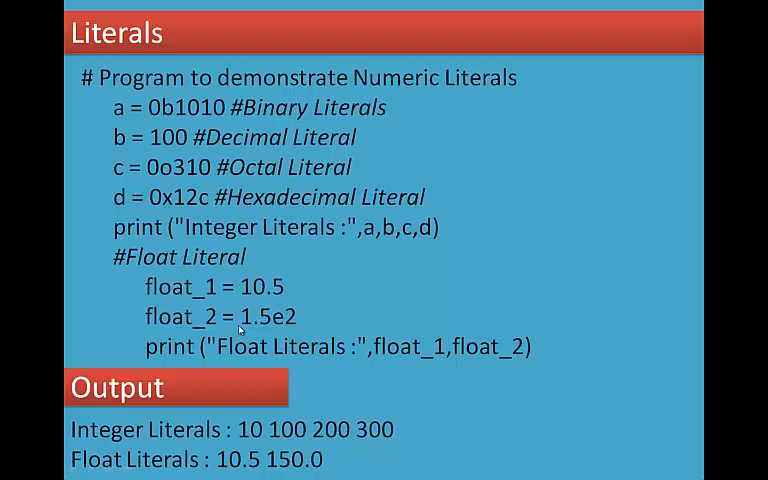 Literals
# Program to demonstrate Numeric Literals
a = 0b1010 #Binary Literals
b = 100 #Decimal Literal
c = 0o310 #Octal Literal
d = 0x12c #Hexadecimal Literal
print ("Integer Literals :",a,b,c,d)
#Float Literal
float_1 = 10.5
float_2 = 1.5e2
print ("Float Literals :",float_1,float_2)
Output
Integer Literals : 10 100 200 300
Float Literals : 10.5 150.0